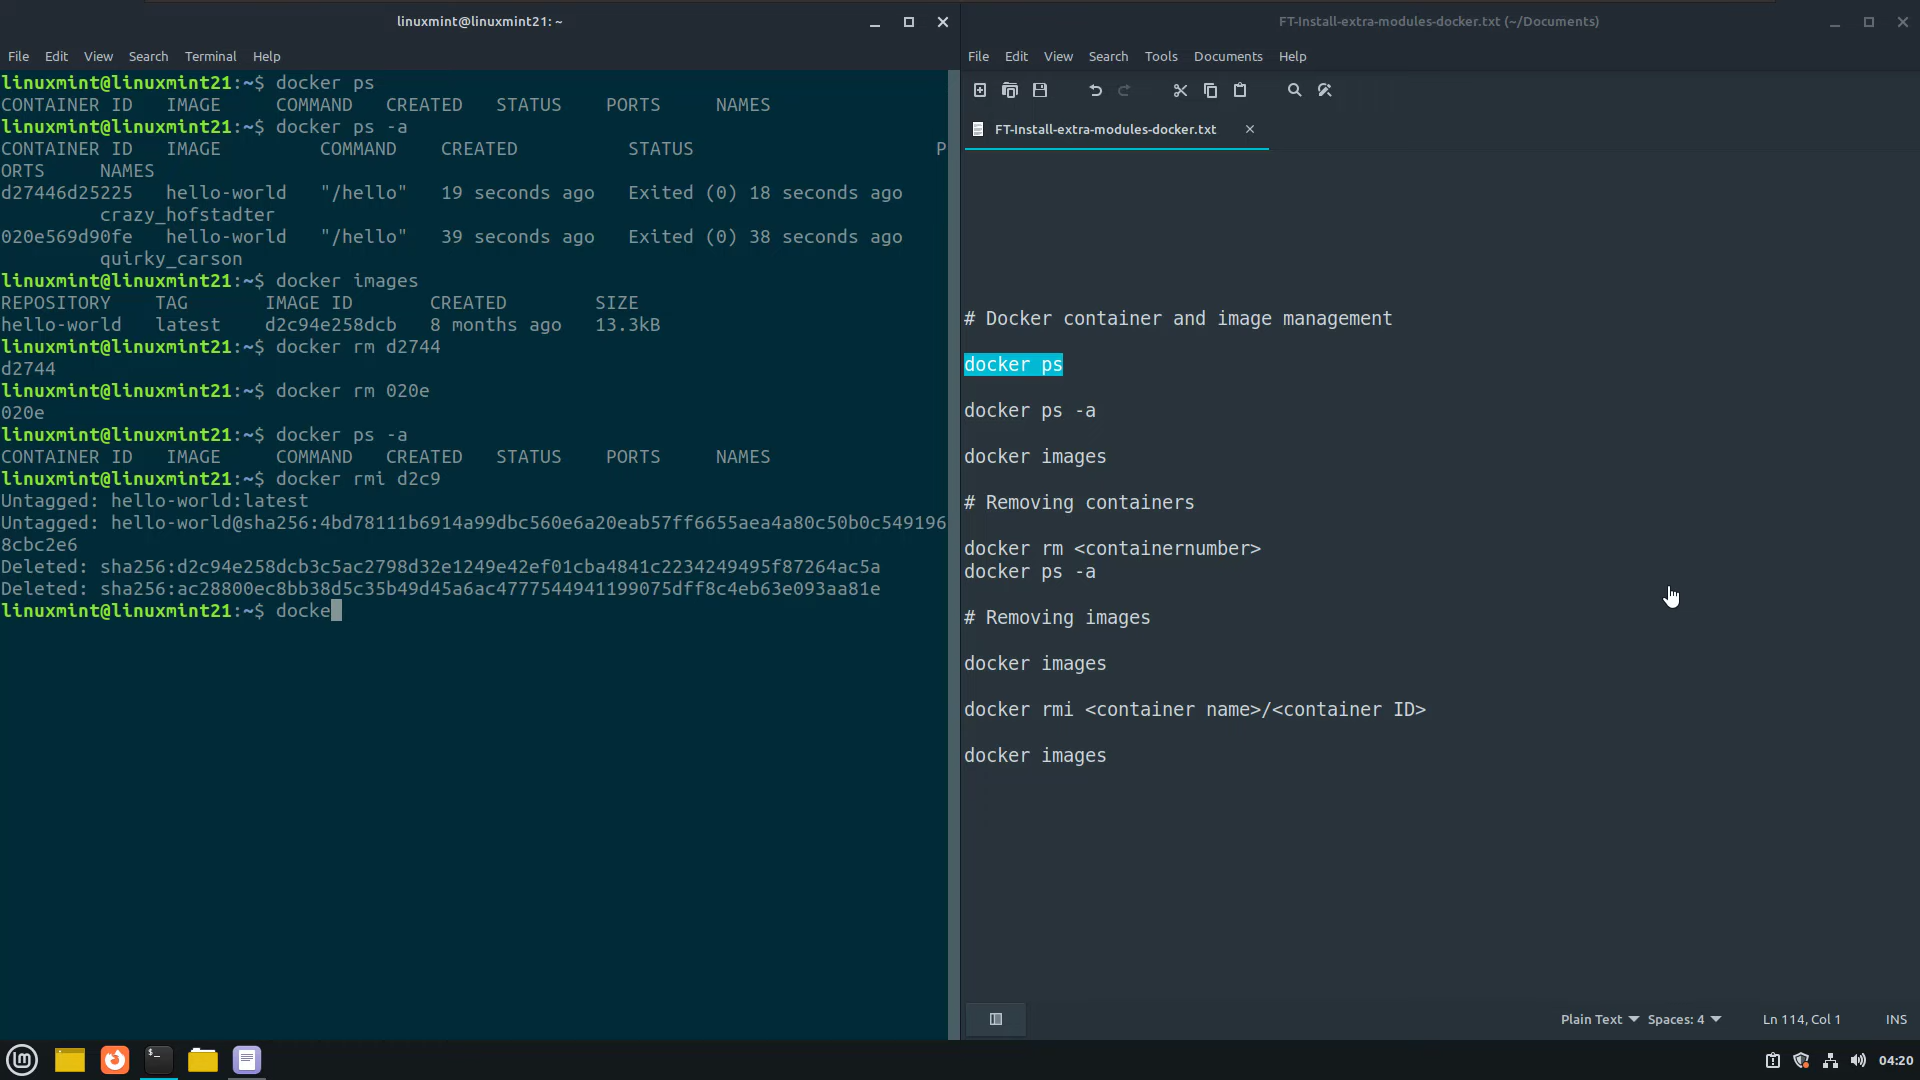 linuxmint@linuxmint21: ~
File Edit View Search Terminal Help
linuxmint@linuxmint21:~$ docker ps
CONTAINER ID   IMAGE     COMMAND   CREATED   STATUS    PORTS     NAMES
linuxmint@linuxmint21:~$ docker ps -a
CONTAINER ID   IMAGE         COMMAND    CREATED          STATUS                      P
ORTS     NAMES
d27446d25225   hello-world   "/hello"   19 seconds ago   Exited (0) 18 seconds ago
         crazy_hofstadter
020e569d90fe   hello-world   "/hello"   39 seconds ago   Exited (0) 38 seconds ago
         quirky_carson
linuxmint@linuxmint21:~$ docker images
REPOSITORY    TAG       IMAGE ID       CREATED        SIZE
hello-world   latest    d2c94e258dcb   8 months ago   13.3kB
linuxmint@linuxmint21:~$ docker rm d2744
d2744
linuxmint@linuxmint21:~$ docker rm 020e
020e
linuxmint@linuxmint21:~$ docker ps -a
CONTAINER ID   IMAGE     COMMAND   CREATED   STATUS    PORTS     NAMES
linuxmint@linuxmint21:~$ docker rmi d2c9
Untagged: hello-world:latest
Untagged: hello-world@sha256:4bd78111b6914a99dbc560e6a20eab57ff6655aea4a80c50b0c549196
8cbc2e6
Deleted: sha256:d2c94e258dcb3c5ac2798d32e1249e42ef01cba4841c2234249495f87264ac5a
Deleted: sha256:ac28800ec8bb38d5c35b49d45a6ac4777544941199075dff8c4eb63e093aa81e
linuxmint@linuxmint21:~$ docke
FT-Install-extra-modules-docker.txt (~/Documents)
File Edit View Search Tools Documents Help
FT-Install-extra-modules-docker.txt
# Docker container and image management
docker ps
docker ps -a
docker images
# Removing containers
docker rm <containernumber>
docker ps -a
# Removing images
docker images
docker rmi <container name>/<container ID>
docker images
Plain Text Spaces: 4 Ln 114, Col 1 INS
04:20